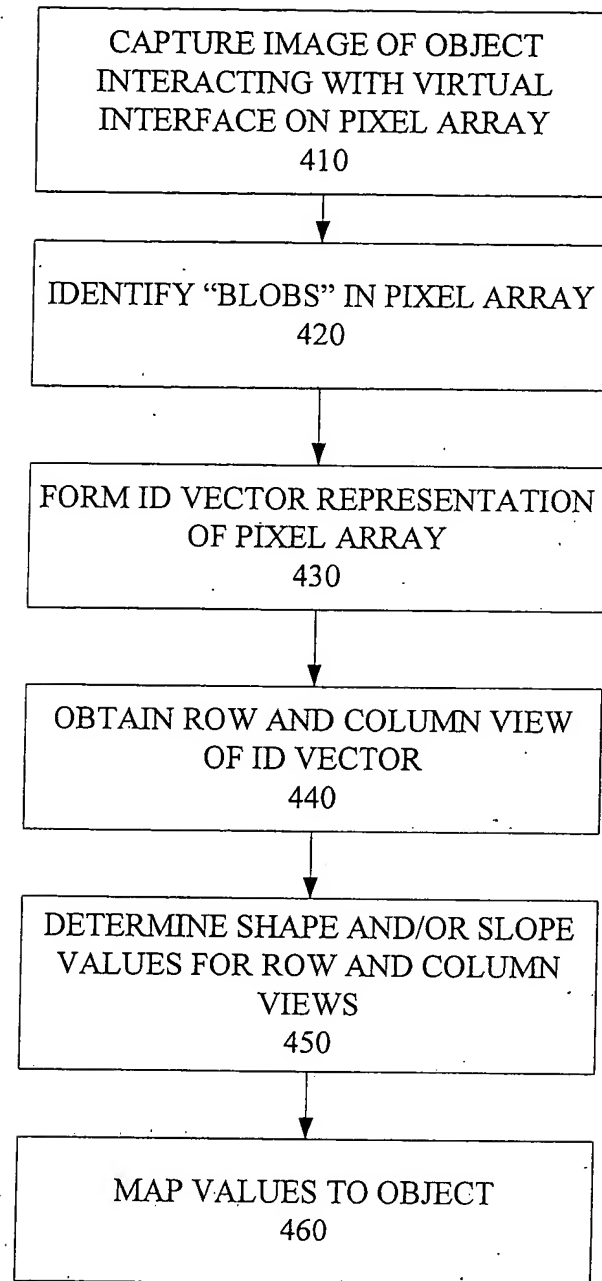 CAPTURE IMAGE OF OBJECT
INTERACTING WITH VIRTUAL
INTERFACE ON PIXEL ARRAY
410
IDENTIFY “BLOBS” IN PIXEL ARRAY
420
FORM ID VECTOR REPRESENTATION
OF PIXEL ARRAY
430
OBTAIN ROW AND COLUMN VIEW
OF ID VECTOR
440
DETERMINE SHAPE AND/OR SLOPE
VALUES FOR ROW AND COLUMN
VIEWS
450
MAP VALUES TO OBJECT
460